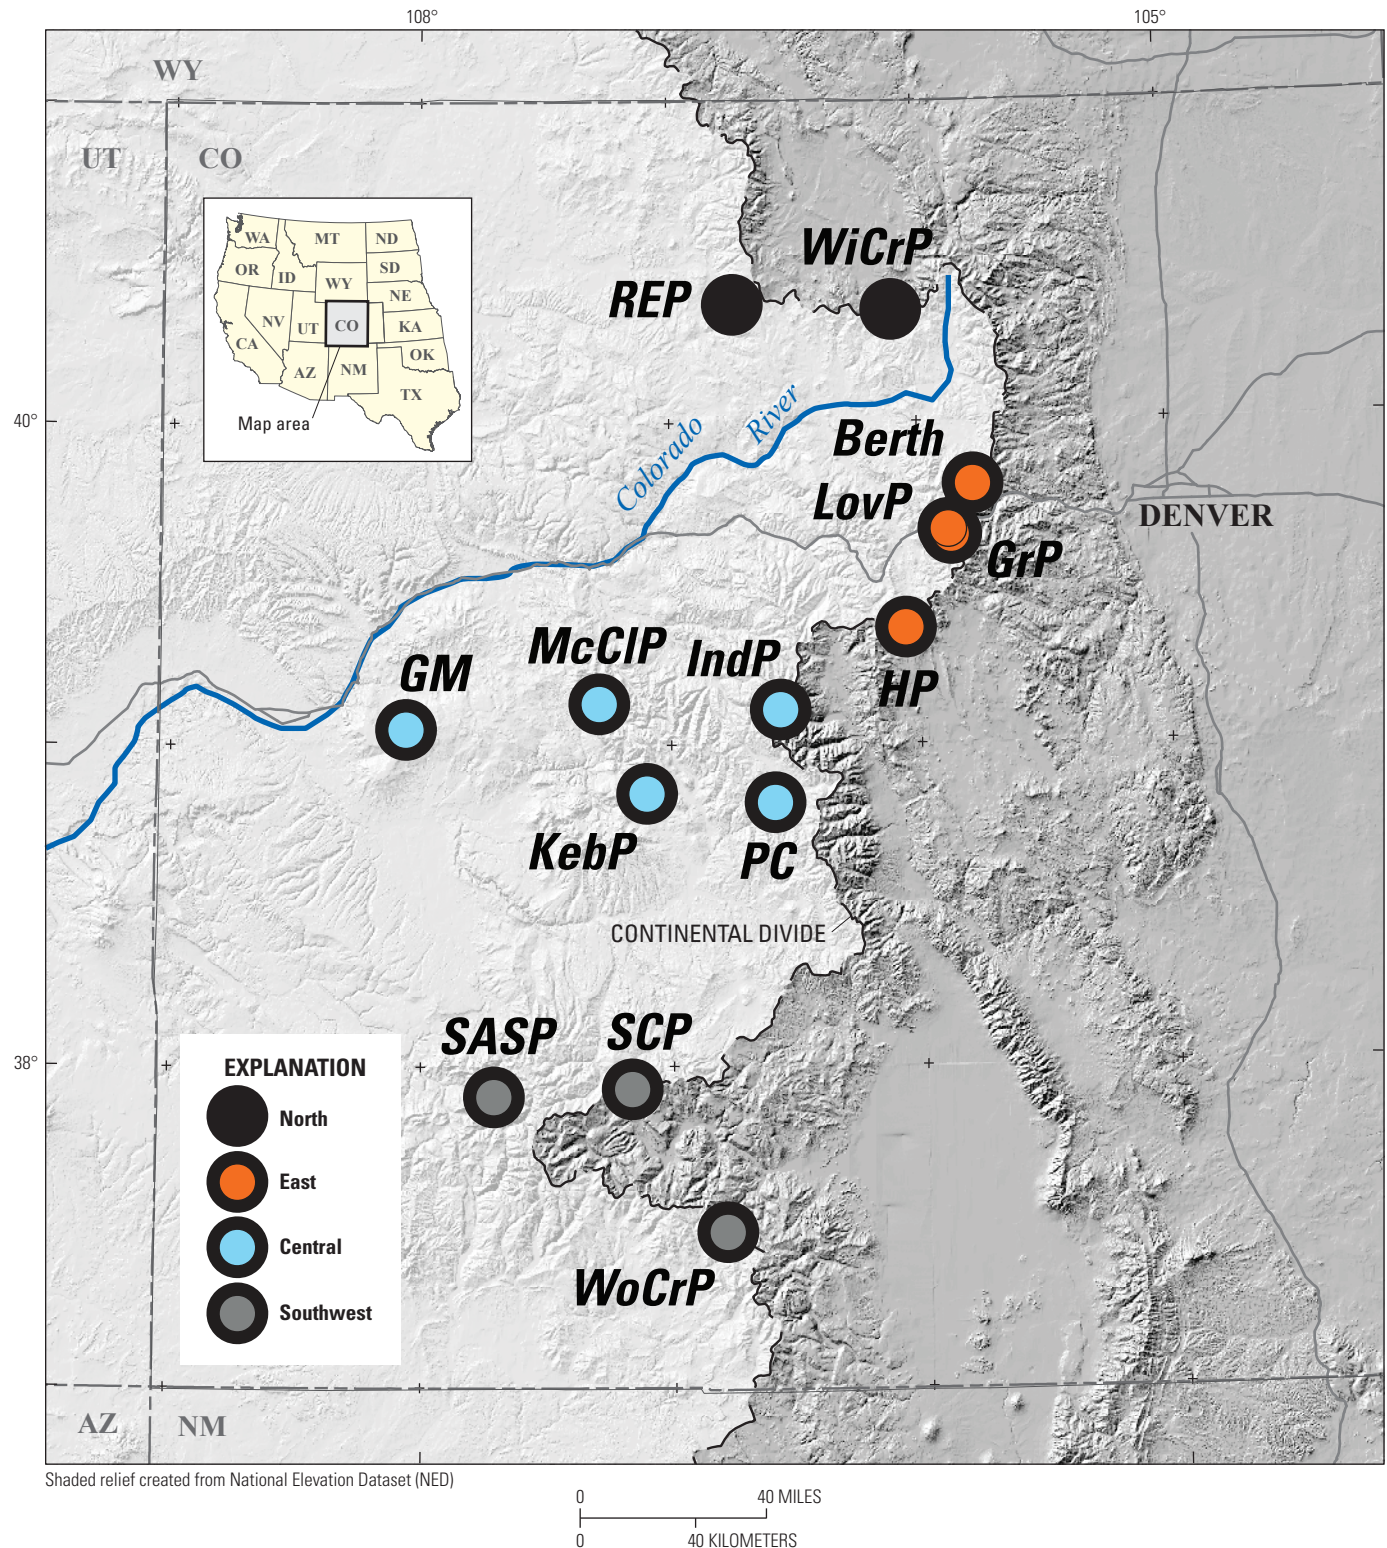 108°
105°
WY
UT
CO
WA
MT
ND
OR
ID
SD
WY
NE
NV
UT
CO
KA
CA
OK
AZ
NM
TX
Map area
WiCrP
REP
40°
Colorado River
Berth
LovP
DENVER
GrP
McClP
IndP
GM
HP
KebP
PC
CONTINENTAL DIVIDE
SASP
SCP
38°
EXPLANATION
North
East
Central
Southwest
WoCrP
AZ
NM
Shaded relief created from National Elevation Dataset (NED)
0 40 MILES
0 40 KILOMETERS